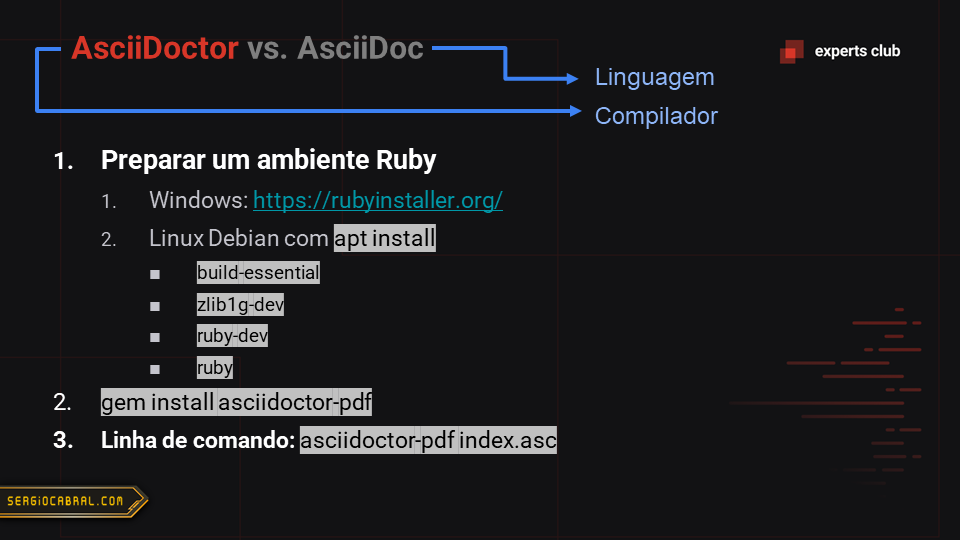 AsciiDoctor vs. AsciiDoc
experts club
Linguagem
Compilador
1. Preparar um ambiente Ruby
1. Windows: https://rubyinstaller.org/
2. Linux Debian com apt install
■ build-essential
■ zlib1g-dev
■ ruby-dev
■ ruby
2. gem install asciidoctor-pdf
3. Linha de comando: asciidoctor-pdf index.asc
SERGIOCABRAL.COM